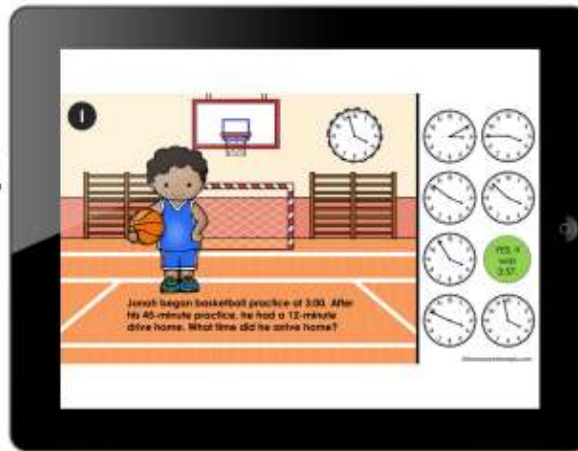 1
Jonah began basketball practice at 3:00. After
his 45-minute practice, he had a 12-minute
drive home. What time did he arrive home?
YES, it
was
3:57.